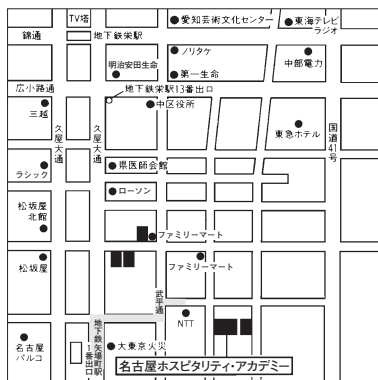 TV塔
愛知芸術文化センター
東海テレビ
ラジオ
錦通
地下鉄栄駅
ノリタケ
中部電力
明治安田生命
第一生命
広小路通
地下鉄栄駅13番出口
三越
中区役所
久屋大通
久屋大通
東急ホテル
国道41号
県医師会館
ラシック
ローソン
松坂屋
北館
ファミリーマート
松坂屋
ファミリーマート
武平通
NTT
地下鉄矢場町駅
1番出口
名古屋
パルコ
大東京火災
名古屋ホスピタリティ・アカデミー